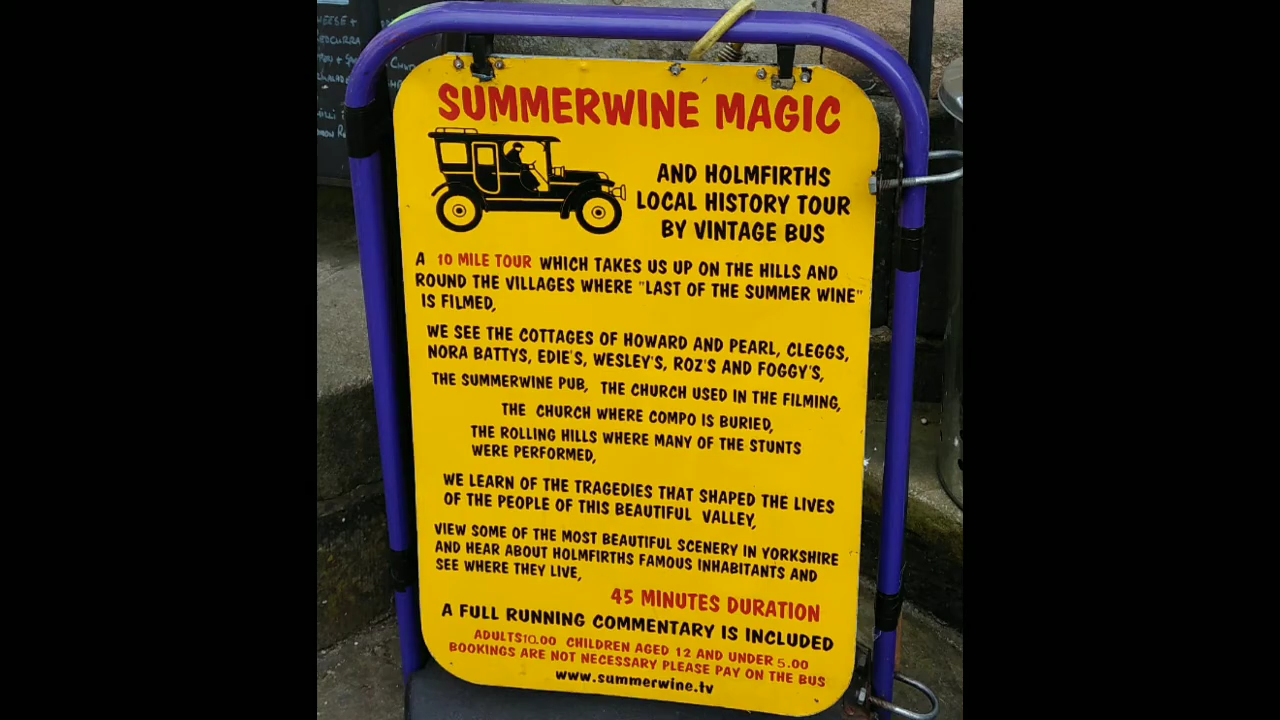 SUMMERWINE MAGIC
AND HOLMFIRTHS
LOCAL HISTORY TOUR
BY VINTAGE BUS
A 10 MILE TOUR WHICH TAKES US UP ON THE HILLS AND
ROUND THE VILLAGES WHERE "LAST OF THE SUMMER WINE"
IS FILMED,
WE SEE THE COTTAGES OF HOWARD AND PEARL, CLEGGS,
NORA BATTYS, EDIE'S, WESLEY'S, ROZ'S AND FOGGY'S,
THE SUMMERWINE PUB, THE CHURCH USED IN THE FILMING,
THE CHURCH WHERE COMPO IS BURIED,
THE ROLLING HILLS WHERE MANY OF THE STUNTS
WERE PERFORMED,
WE LEARN OF THE TRAGEDIES THAT SHAPED THE LIVES
OF THE PEOPLE OF THIS BEAUTIFUL VALLEY,
VIEW SOME OF THE MOST BEAUTIFUL SCENERY IN YORKSHIRE
AND HEAR ABOUT HOLMFIRTHS FAMOUS INHABITANTS AND
SEE WHERE THEY LIVE,
45 MINUTES DURATION
A FULL RUNNING COMMENTARY IS INCLUDED
ADULTS10.00 CHILDREN AGED 12 AND UNDER 5.00
BOOKINGS ARE NOT NECESSARY PLEASE PAY ON THE BUS
www.summerwine.tv